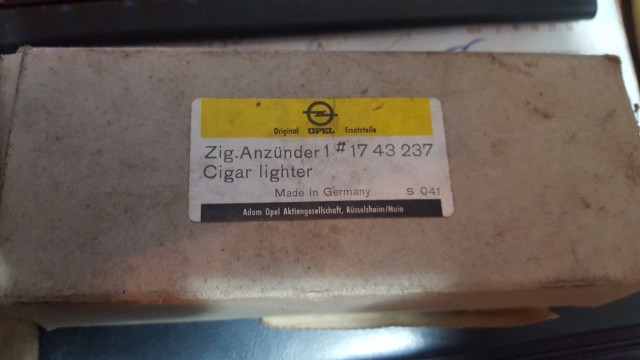 Original OPEL Ersatzteile
Zig.Anzünder 1 # 17 43 237
Cigar lighter
Made in Germany S 041
Adam Opel Aktiengesellschaft, Rüsselsheim/Main